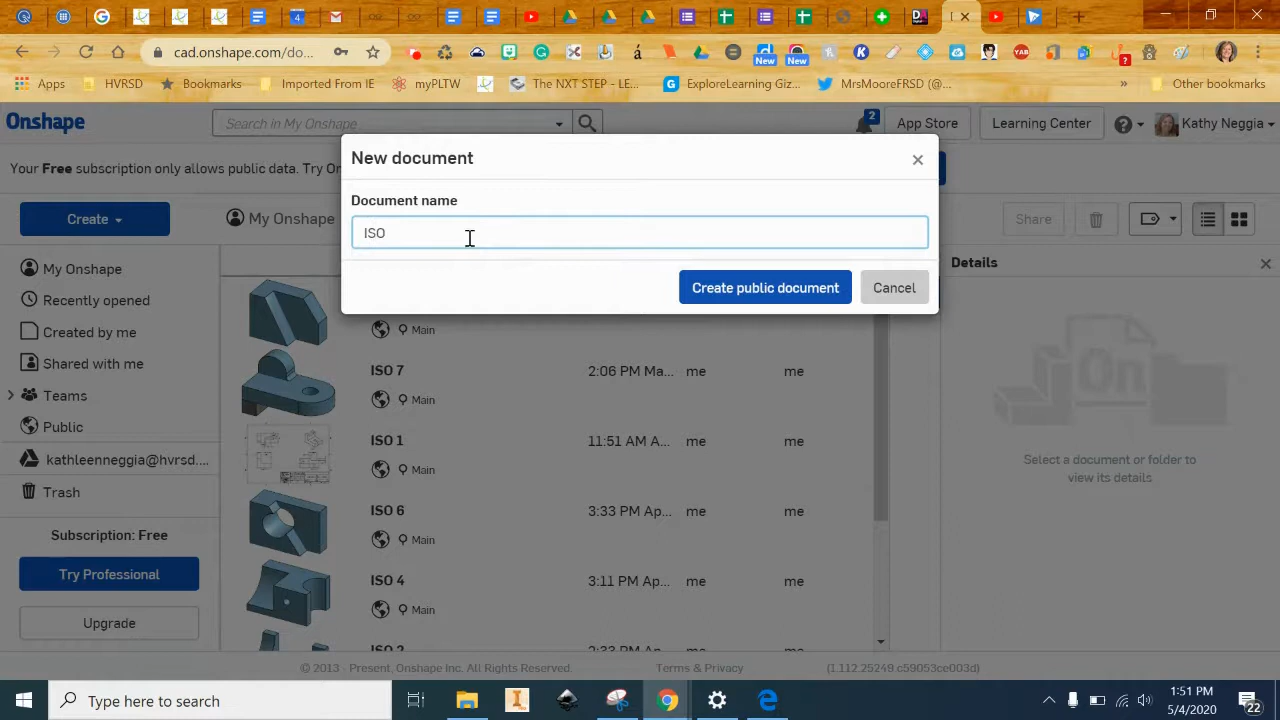 cad.onshape.com/do...
New
New
YAB
?
Apps
HVRSD
Bookmarks
Imported From IE
myPLTW
The NXT STEP - LE...
ExploreLearning Giz...
MrsMooreFRSD (@...
»
Other bookmarks
Onshape
Search in My Onshape
2
App Store
Learning Center
Kathy Neggia
Your Free subscription only allows public data. Try On
New document
Document name
ISO
Create public document
Cancel
Create
My Onshape
Share
My Onshape
Recently opened
Created by me
Shared with me
Teams
Public
kathleenneggia@hvrsd....
Trash
Subscription: Free
Try Professional
Upgrade
Main
ISO 7 2:06 PM Ma... me me
Main
ISO 1 11:51 AM A... me me
Main
ISO 6 3:33 PM Ap... me me
Main
ISO 4 3:11 PM Ap... me me
Main
Details
Select a document or folder to
view its details
© 2013 - Present, Onshape Inc. All Rights Reserved. Terms & Privacy (1.112.25249.c59053ce003d)
Type here to search
1:51 PM
5/4/2020
22